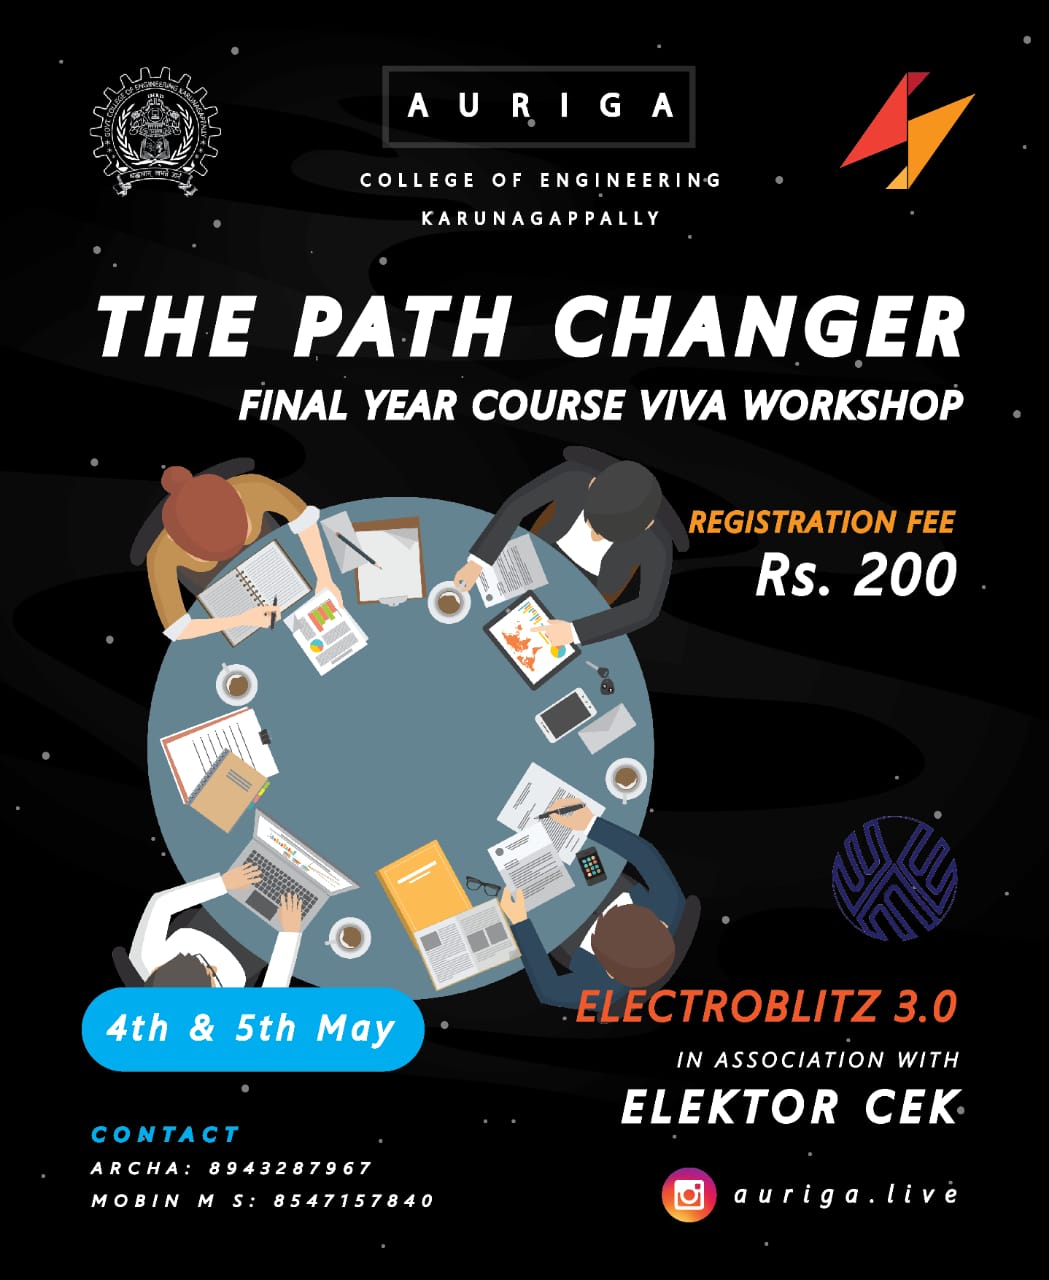 AURIGA
COLLEGE OF ENGINEERING
KARUNAGAPPALLY
THE PATH CHANGER
FINAL YEAR COURSE VIVA WORKSHOP
REGISTRATION FEE
Rs. 200
4th & 5th May
ELECTROBLITZ 3.0
IN ASSOCIATION WITH
ELEKTOR CEK
CONTACT
ARCHA: 8943287967
MOBIN M S: 8547157840
auriga.live